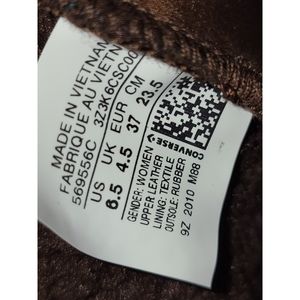 MADE IN VIETNAM
FABRIQUE AU VIETNAM
569556C 3Z3K6CSC00
US UK EUR CM
6.5 4.5 37 23.5
GENDER: WOMEN
UPPER: LEATHER
LINING: TEXTILE
OUTSOLE: RUBBER
9Z 2010 M88
CONVERSE